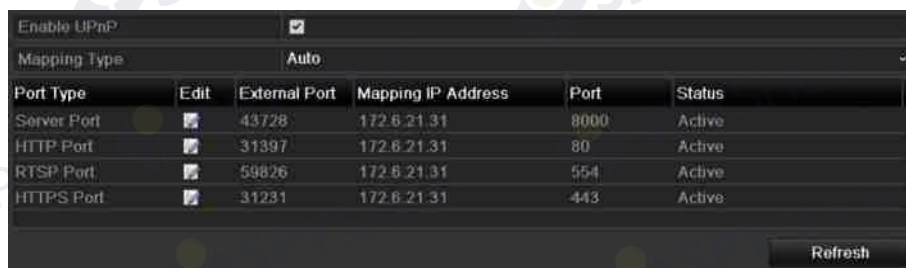 Enable UPnP
Mapping Type Auto
Port Type Edit External Port Mapping IP Address Port Status
Server Port 43728 172.6.21.31 8000 Active
HTTP Port 31397 172.6.21.31 80 Active
RTSP Port 59826 172.6.21.31 554 Active
HTTPS Port 31231 172.6.21.31 443 Active
Refresh